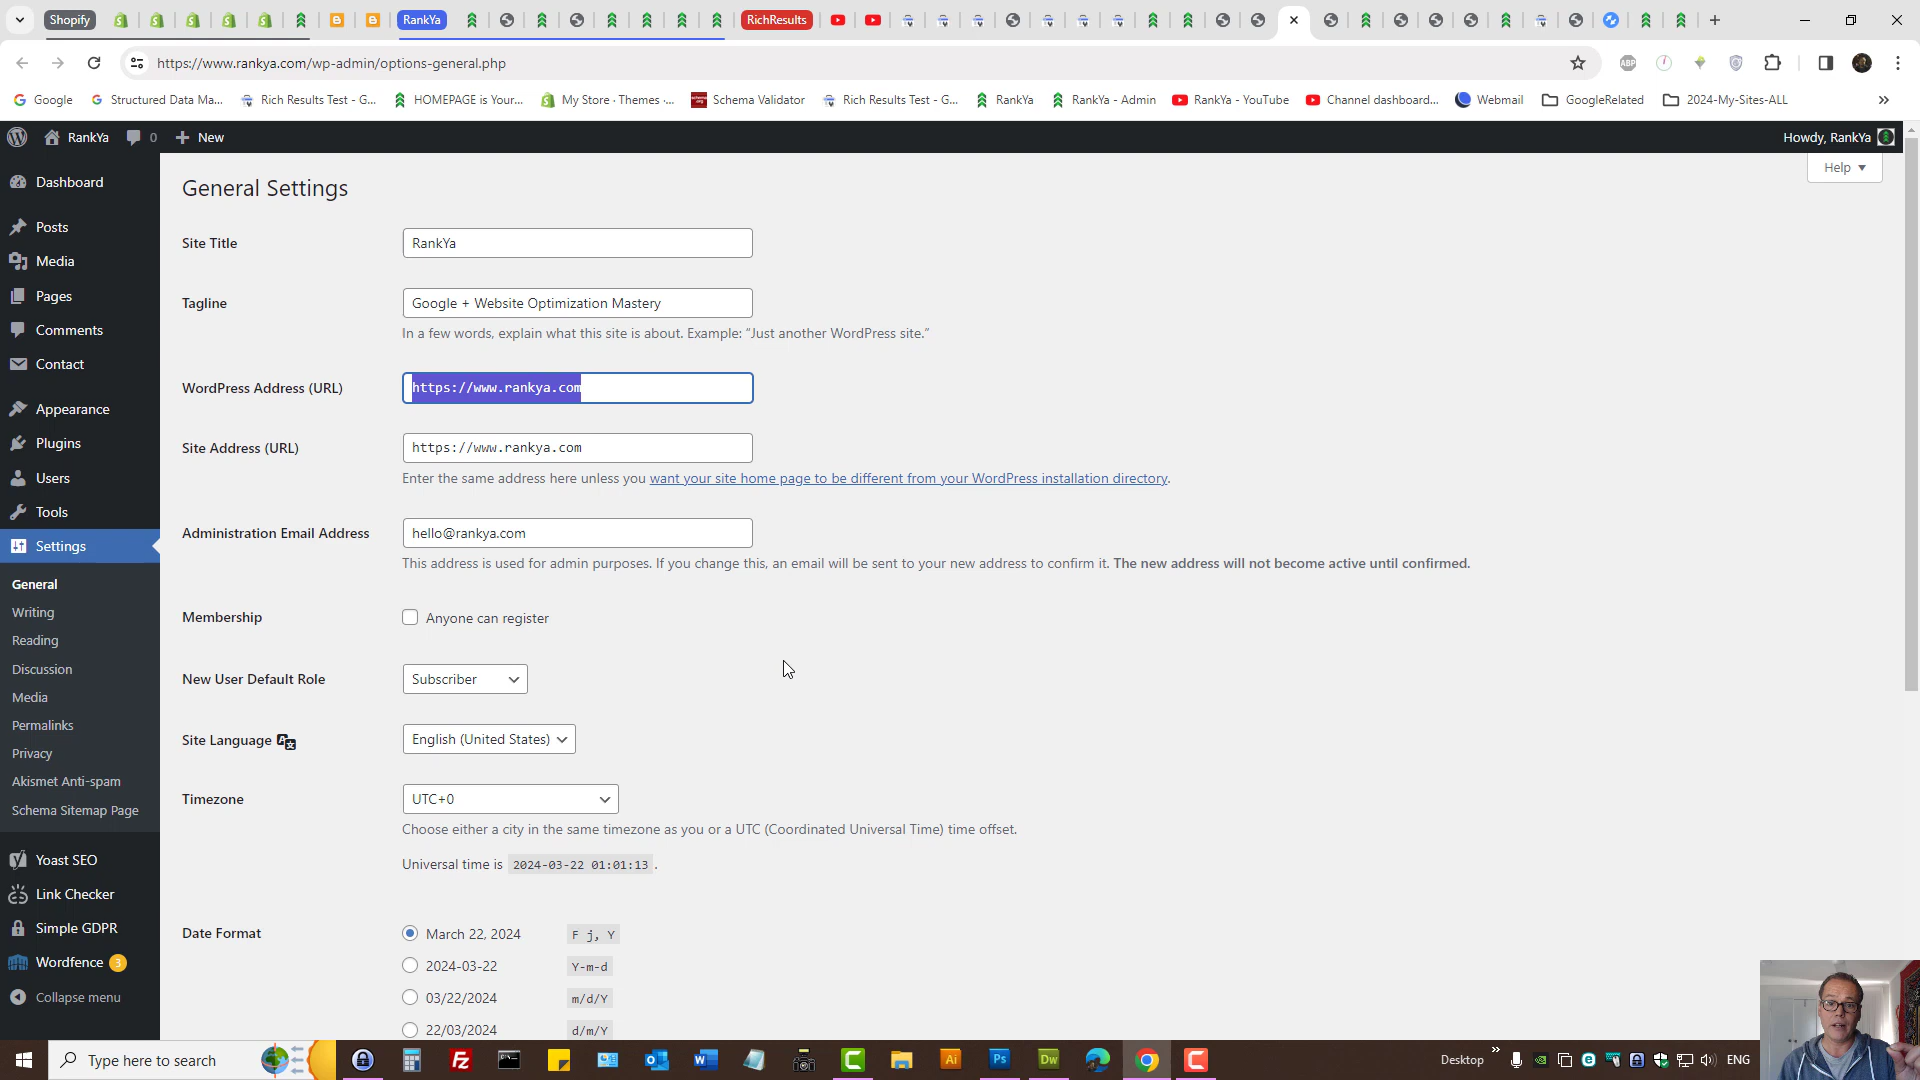 Shopify
RankYa
RichResults
https://www.rankya.com/wp-admin/options-general.php
Google
Structured Data Ma...
Rich Results Test - G...
HOMEPAGE is Your...
My Store · Themes ·...
Schema Validator
Rich Results Test - G...
RankYa
RankYa - Admin
RankYa - YouTube
Channel dashboard...
Webmail
GoogleRelated
2024-My-Sites-ALL
»
RankYa
0
New
Howdy, RankYa
Help
Dashboard
Posts
Media
Pages
Comments
Contact
Appearance
Plugins
Users
Tools
Settings
General
Writing
Reading
Discussion
Media
Permalinks
Privacy
Akismet Anti-spam
Schema Sitemap Page
Yoast SEO
Link Checker
Simple GDPR
Wordfence 3
Collapse menu
General Settings
Site Title
RankYa
Tagline
Google + Website Optimization Mastery
In a few words, explain what this site is about. Example: “Just another WordPress site.”
WordPress Address (URL)
https://www.rankya.com
Site Address (URL)
https://www.rankya.com
Enter the same address here unless you want your site home page to be different from your WordPress installation directory.
Administration Email Address
hello@rankya.com
This address is used for admin purposes. If you change this, an email will be sent to your new address to confirm it. The new address will not become active until confirmed.
Membership
Anyone can register
New User Default Role
Subscriber
Site Language
English (United States)
Timezone
UTC+0
Choose either a city in the same timezone as you or a UTC (Coordinated Universal Time) time offset.
Universal time is 2024-03-22 01:01:13 .
Date Format
March 22, 2024 F j, Y
2024-03-22 Y-m-d
03/22/2024 m/d/Y
22/03/2024 d/m/Y
Type here to search
Desktop
»
ENG